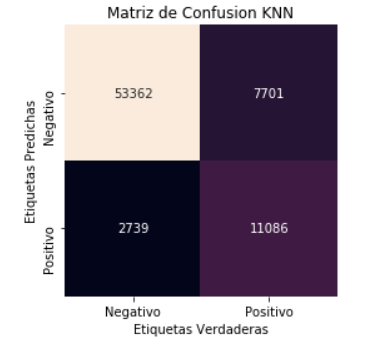 Matriz de Confusion KNN
Etiquetas Predichas
Negativo
53362 7701
Positivo
2739 11086
Negativo Positivo
Etiquetas Verdaderas